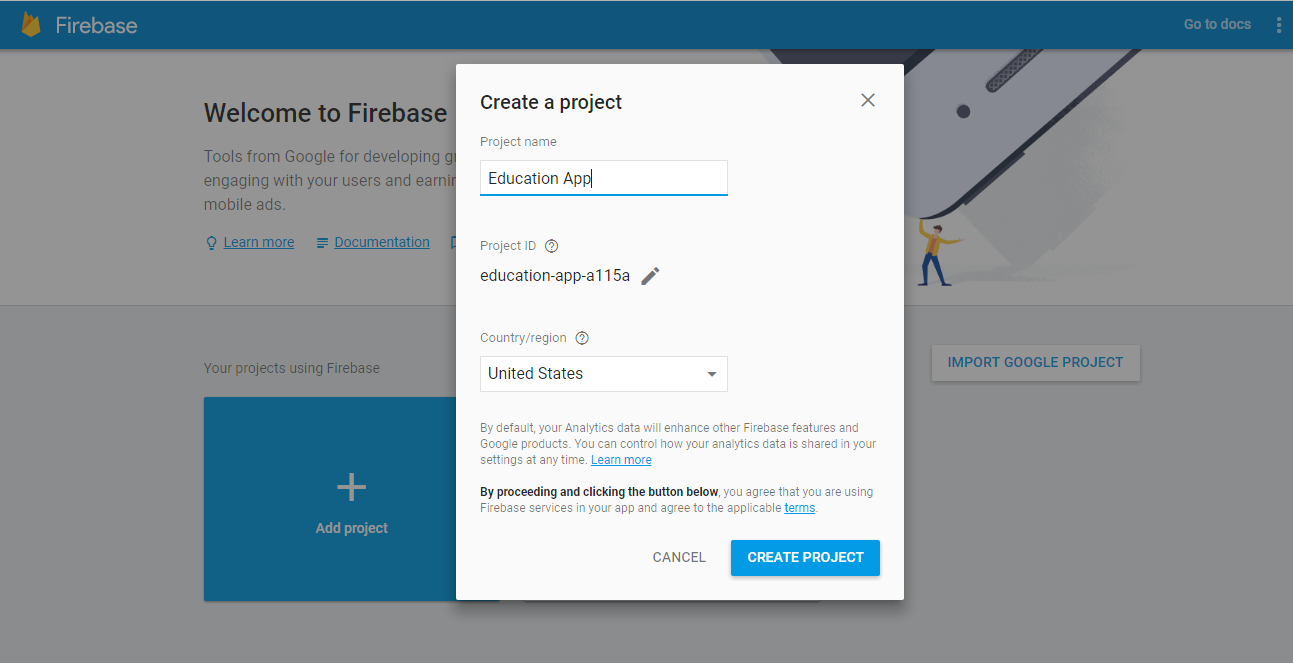 Firebase
Go to docs
Welcome to Firebase
Tools from Google for developing
engaging with your users and
mobile ads.
Learn more
Documentation
Your projects using Firebase
IMPORT GOOGLE PROJECT
Add project
Create a project
Project name
Education App
Project ID
education-app-a115a
Country/region
United States
By default, your Analytics data will enhance other Firebase features and
Google products. You can control how your analytics data is shared in your
settings at any time. Learn more
By proceeding and clicking the button below, you agree that you are using
Firebase services in your app and agree to the applicable terms.
CANCEL
CREATE PROJECT